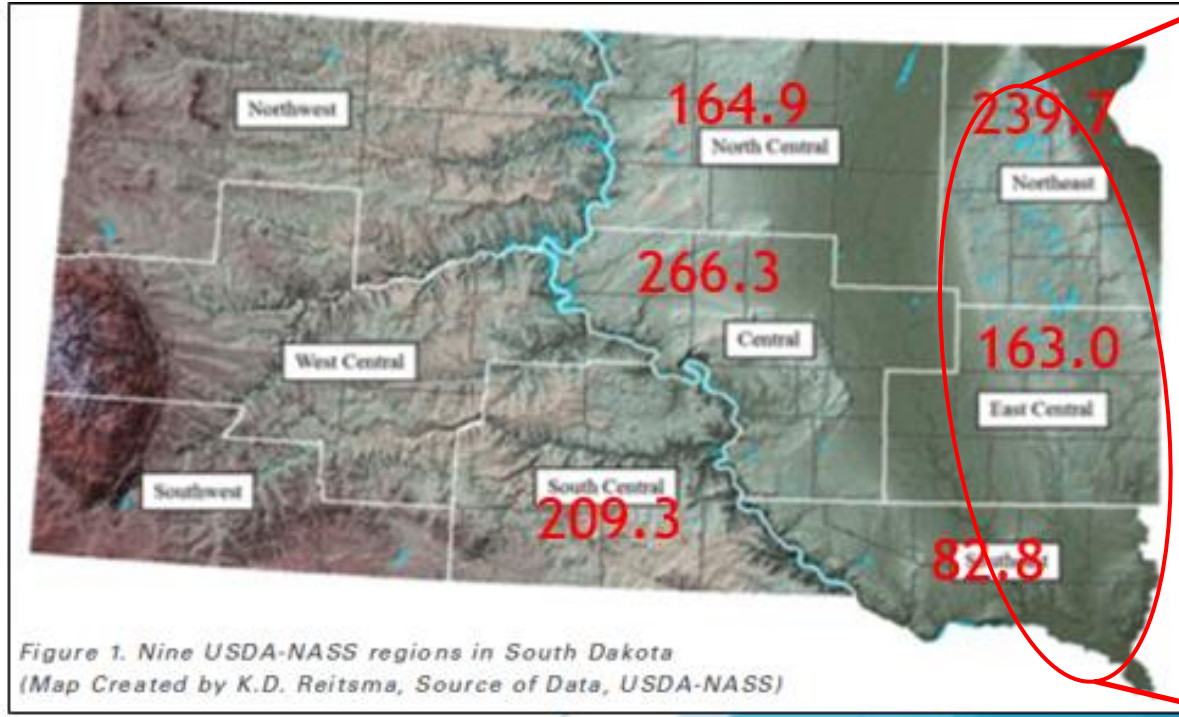 164.9
239.7
Northwest
North Central
Northeast
266.3
163.0
West Central
Central
East Central
Southwest
South Central
209.3
82.8
Figure 1. Nine USDA-NASS regions in South Dakota
(Map Created by K.D. Reitsma, Source of Data, USDA-NASS)